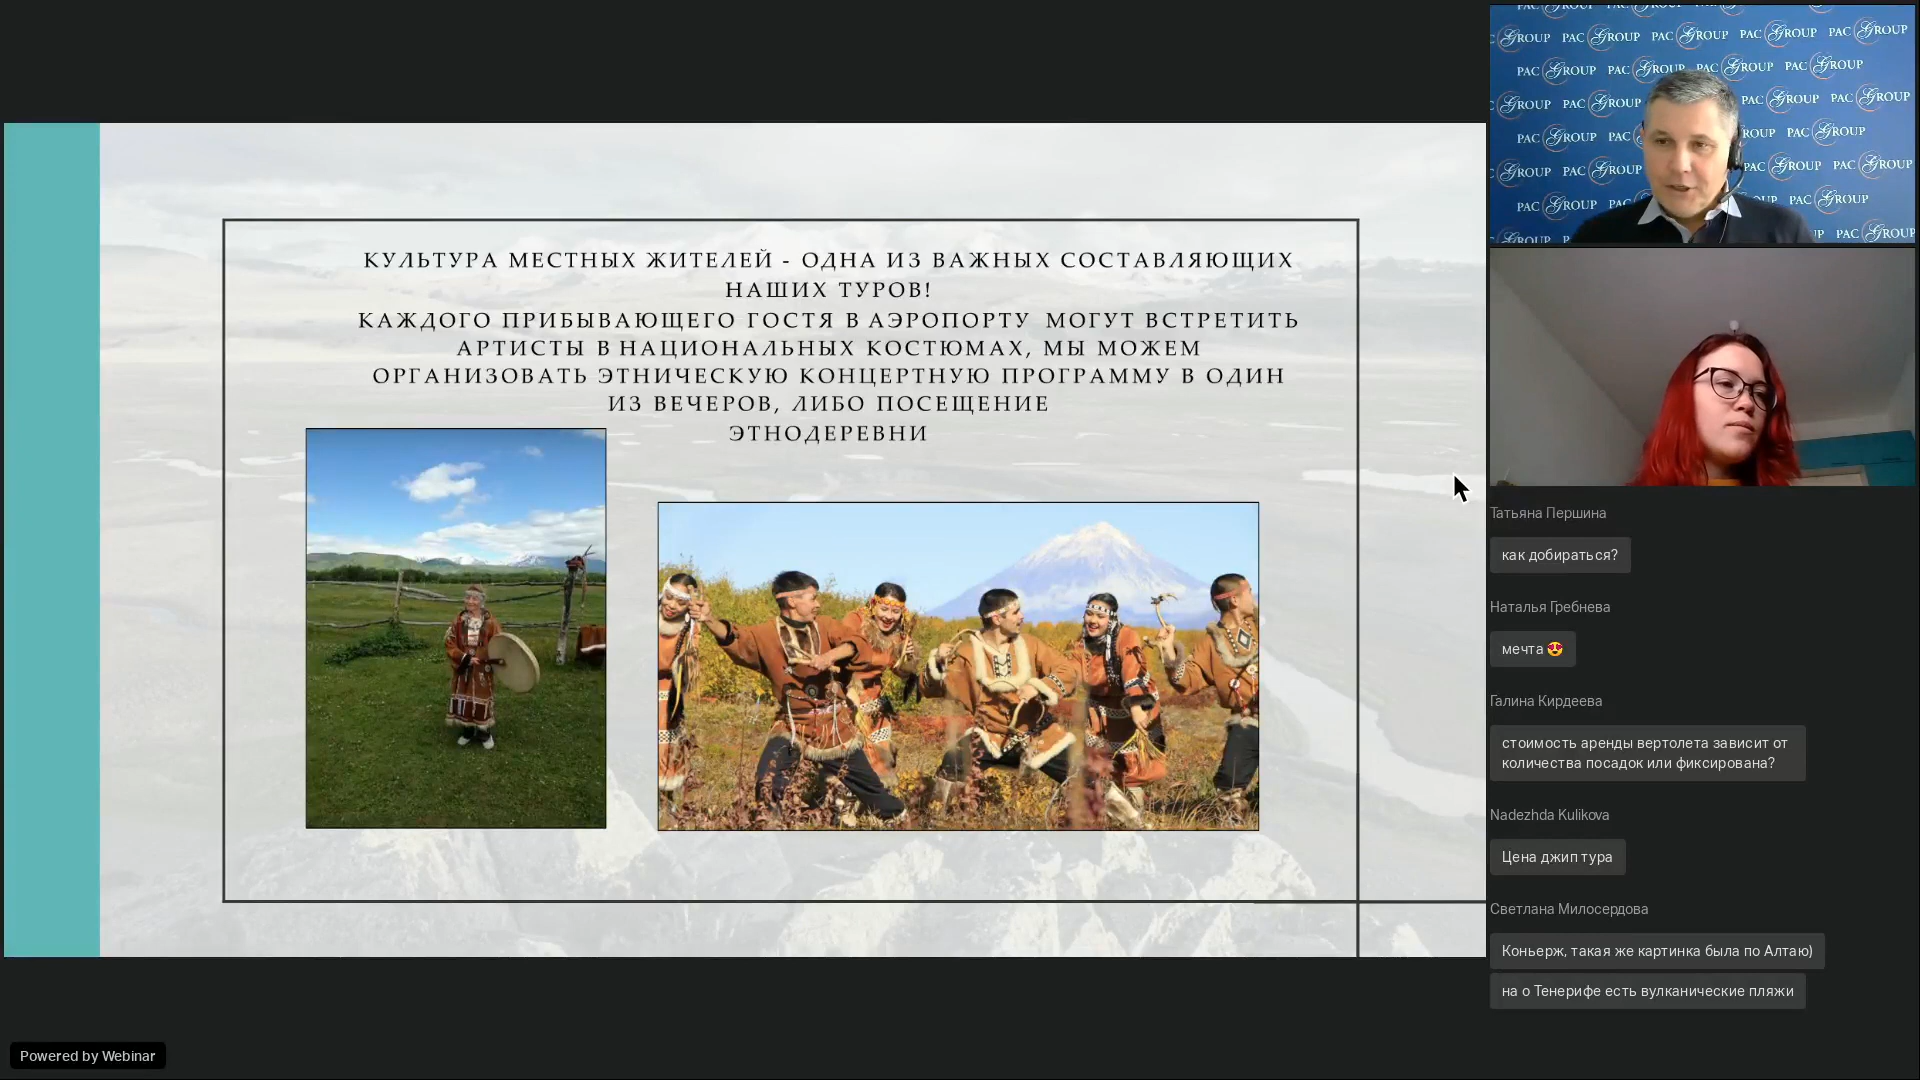 КУЛЬТУРА МЕСТНЫХ ЖИТЕЛЕЙ - ОДНА ИЗ ВАЖНЫХ СОСТАВЛЯЮЩИХ
НАШИХ ТУРОВ!
КАЖДОГО ПРИБЫВАЮЩЕГО ГОСТЯ В АЭРОПОРТУ МОГУТ ВСТРЕТИТЬ
АРТИСТЫ В НАЦИОНАЛЬНЫХ КОСТЮМАХ, МЫ МОЖЕМ
ОРГАНИЗОВАТЬ ЭТНИЧЕСКУЮ КОНЦЕРТНУЮ ПРОГРАММУ В ОДИН
ИЗ ВЕЧЕРОВ, ЛИБО ПОСЕЩЕНИЕ
ЭТНОДЕРЕВНИ
PAC GROUP
Татьяна Першина
как добираться?
Наталья Гребнева
мечта 😍
Галина Кирдеева
стоимость аренды вертолета зависит от
количества посадок или фиксирована?
Nadezhda Kulikova
Цена джип тура
Светлана Милосердова
Коньерж, такая же картинка была по Алтаю)
на о Тенерифе есть вулканические пляжи
Powered by Webinar